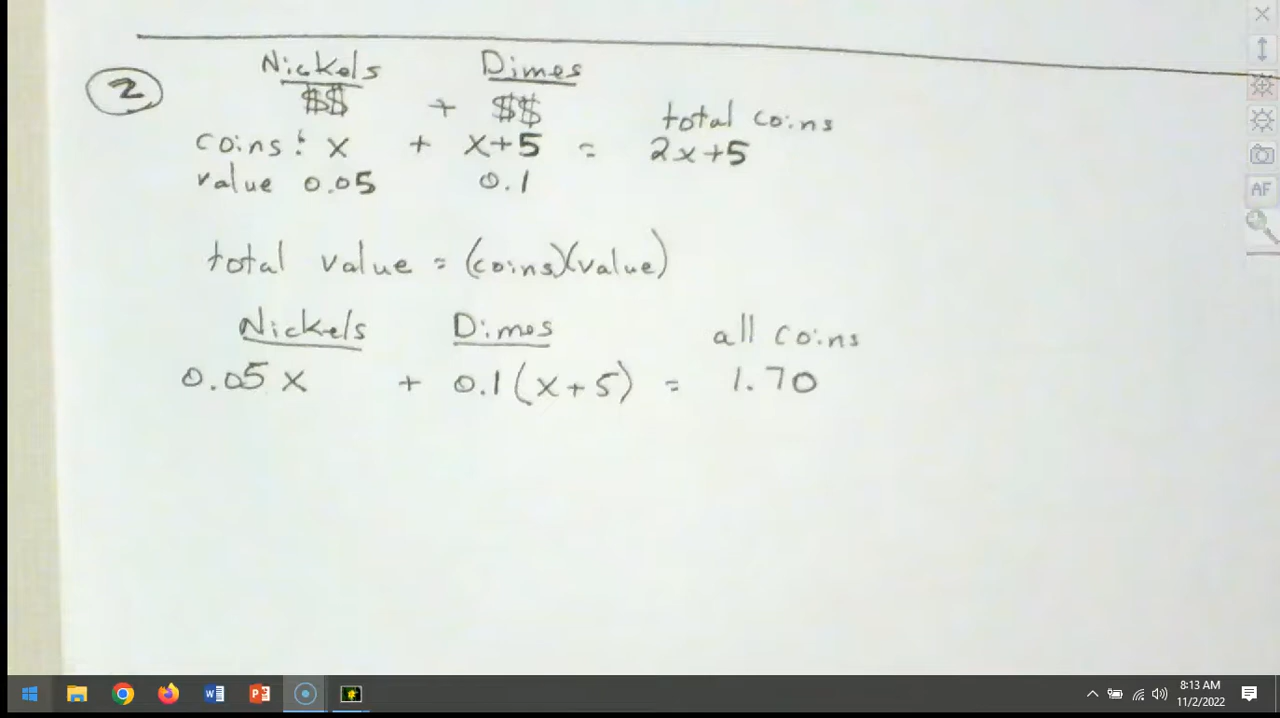 2
Nickels Dimes
$$ + $$ total coins
coins: x + x+5 = 2x+5
value 0.05 0.1
total value = (coins)(value)
Nickels Dimes all coins
0.05x + 0.1(x+5) = 1.70
AF
8:13 AM
11/2/2022